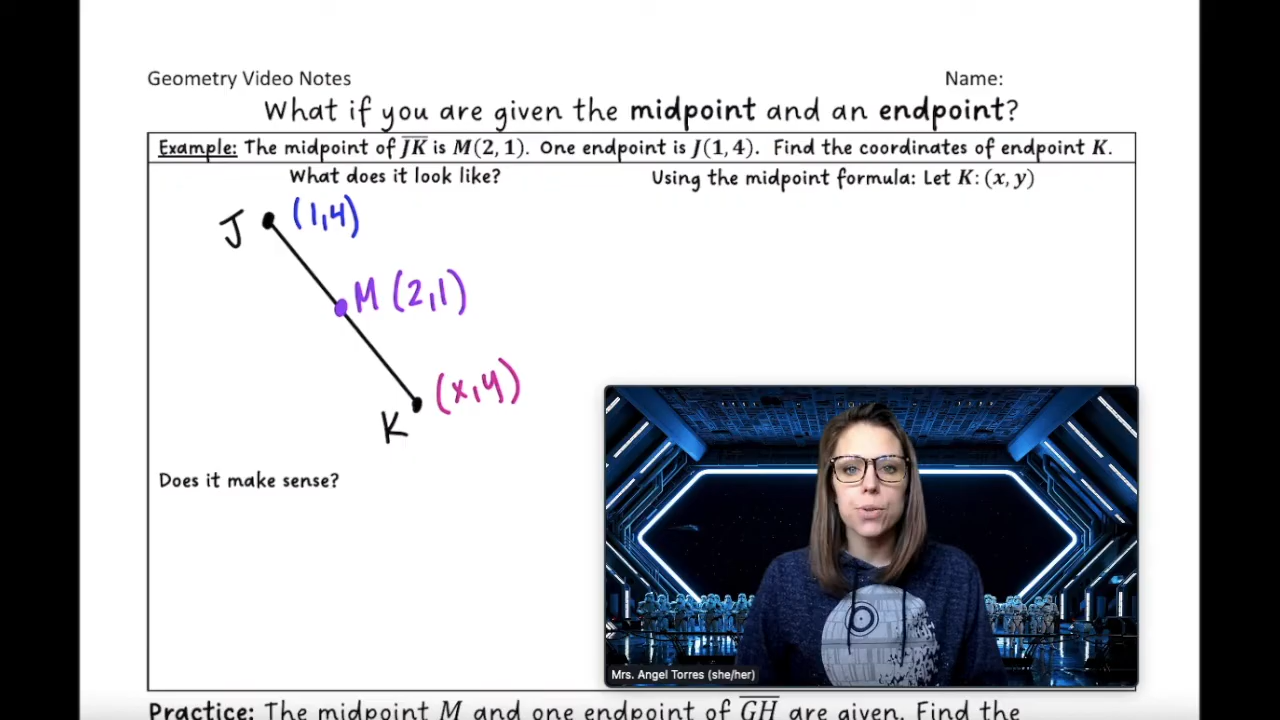 Geometry Video Notes
Name:
What if you are given the midpoint and an endpoint?
Example: The midpoint of JK is M(2, 1). One endpoint is J(1, 4). Find the coordinates of endpoint K.
What does it look like?
Using the midpoint formula: Let K: (x, y)
J (1,4)
M (2,1)
(x,y)
K
Does it make sense?
Mrs. Angel Torres (she/her)
Practice: The midpoint M and one endpoint of GH are given. Find the